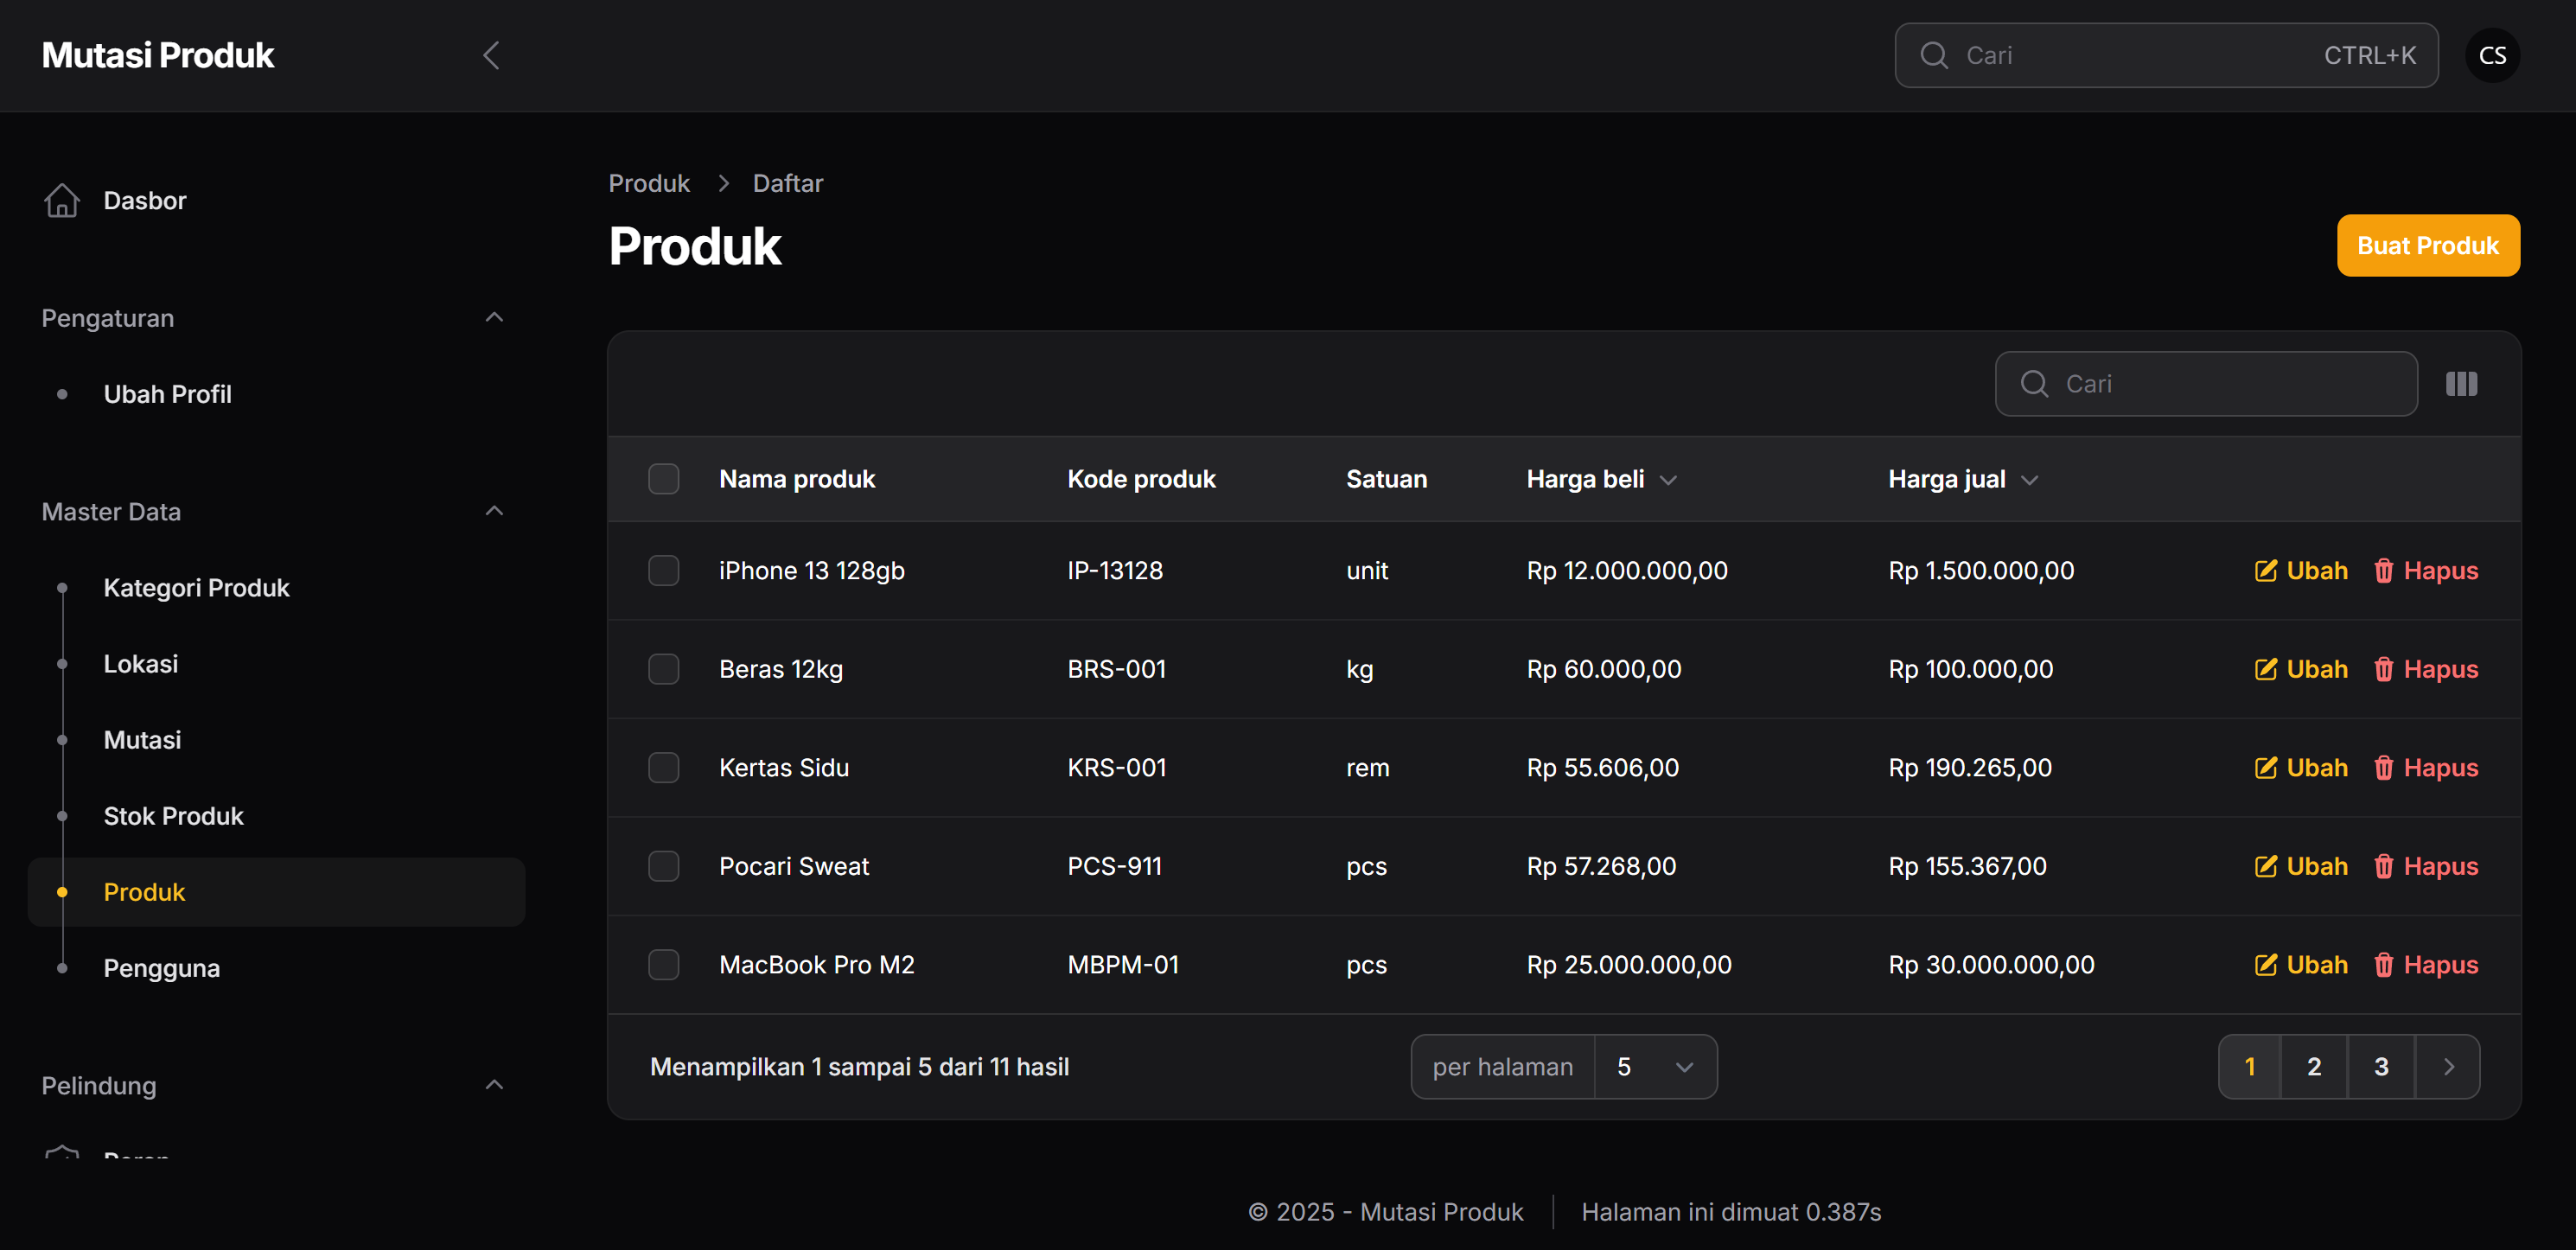 Mutasi Produk
Cari CTRL+K CS
Dasbor
Pengaturan
Ubah Profil
Master Data
Kategori Produk
Lokasi
Mutasi
Stok Produk
Produk
Pengguna
Pelindung
Produk Daftar
Produk
Buat Produk
Cari
Nama produk Kode produk Satuan Harga beli Harga jual
iPhone 13 128gb IP-13128 unit Rp 12.000.000,00 Rp 1.500.000,00 Ubah Hapus
Beras 12kg BRS-001 kg Rp 60.000,00 Rp 100.000,00 Ubah Hapus
Kertas Sidu KRS-001 rem Rp 55.606,00 Rp 190.265,00 Ubah Hapus
Pocari Sweat PCS-911 pcs Rp 57.268,00 Rp 155.367,00 Ubah Hapus
MacBook Pro M2 MBPM-01 pcs Rp 25.000.000,00 Rp 30.000.000,00 Ubah Hapus
Menampilkan 1 sampai 5 dari 11 hasil per halaman 5 1 2 3
© 2025 - Mutasi Produk Halaman ini dimuat 0.387s